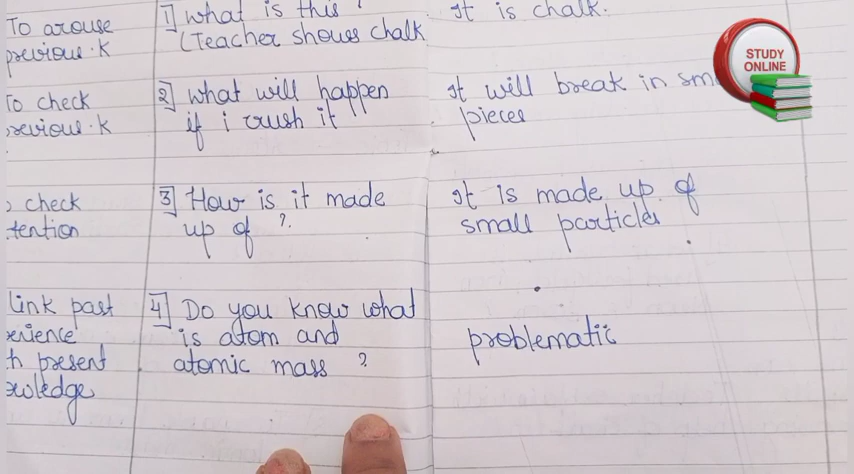 To arouse
previous.K
1] what is this ?
(Teacher shows chalk
It is chalk.
To check
previous.K
2] what will happen
if i crush it
It will break in sma
pieces
check
tention
3] How is it made
up of ?
It is made up of
small particles
link past
erience
h present
owledge
4] Do you know what
is atom and
atomic mass ?
problematic
STUDY
ONLINE